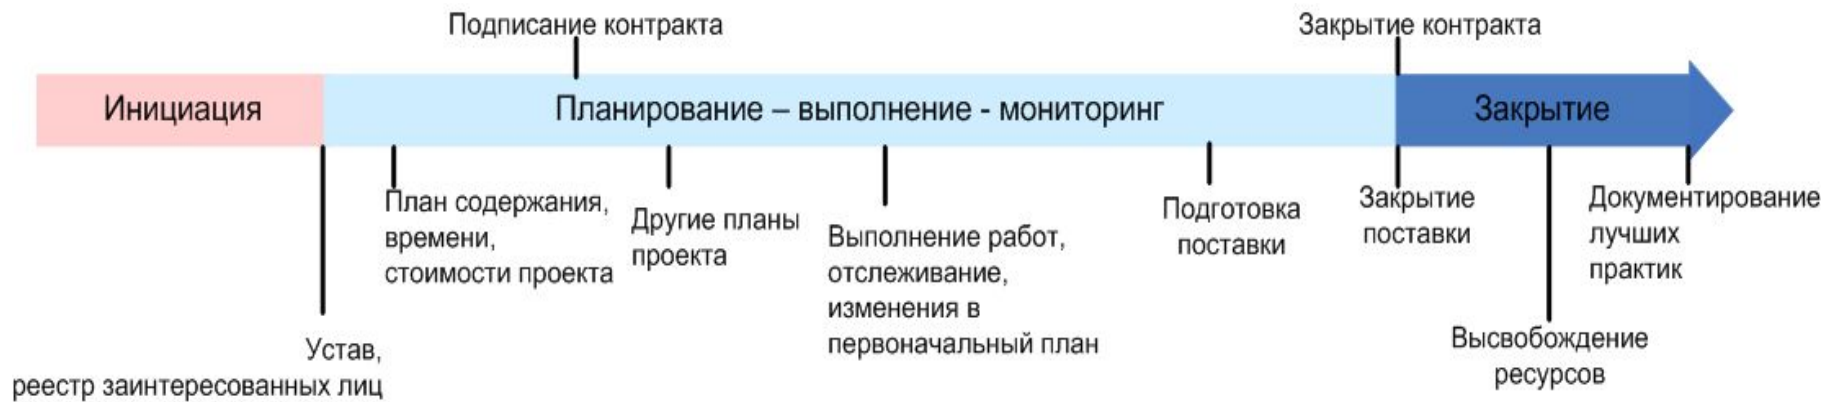 Подписание контракта
Закрытие контракта
Инициация
Планирование – выполнение - мониторинг
Закрытие
План содержания,
времени,
стоимости проекта
Другие планы
проекта
Выполнение работ,
отслеживание,
изменения в
первоначальный план
Подготовка
поставки
Закрытие
поставки
Документирование
лучших
практик
Устав,
реестр заинтересованных лиц
Высвобождение
ресурсов